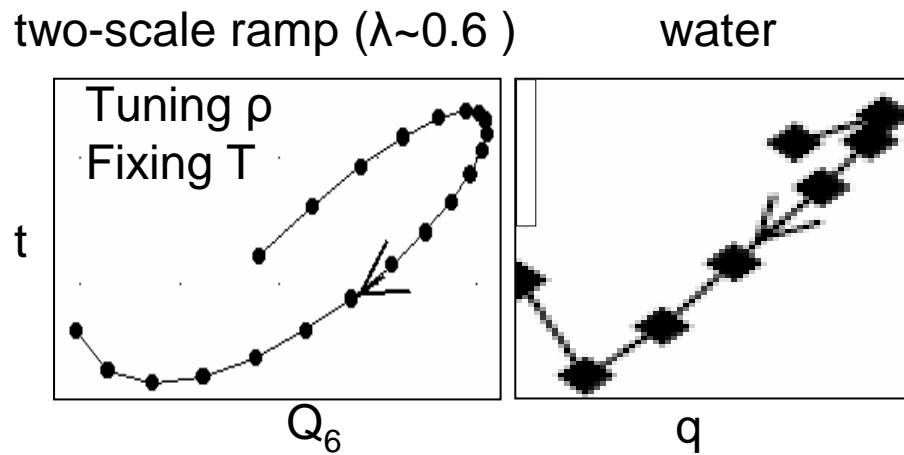 two-scale ramp (λ~0.6 )
water
Tuning ρ
Fixing T
t
Q₆
q